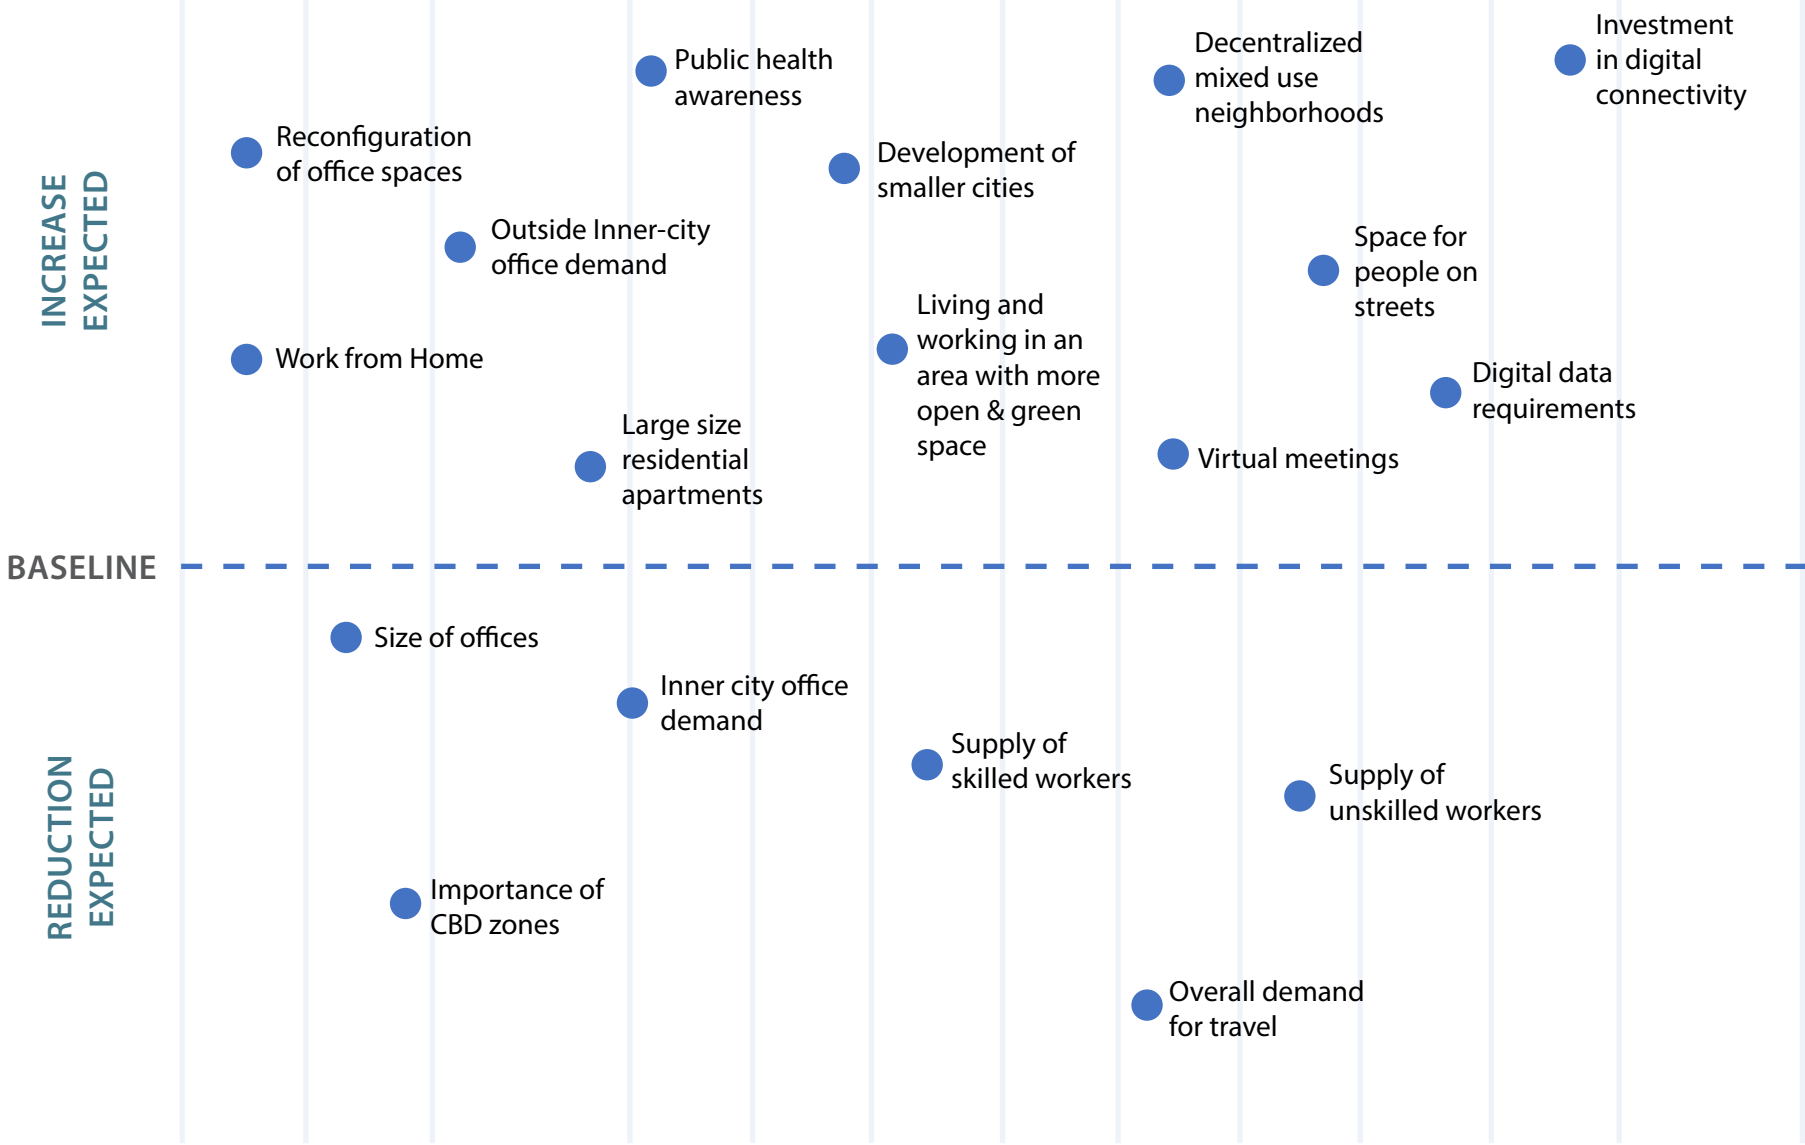 INCREASE
EXPECTED
Reconfiguration
of office spaces
Public health
awareness
Decentralized
mixed use
neighborhoods
Investment
in digital
connectivity
Development of
smaller cities
Outside Inner-city
office demand
Space for
people on
streets
Work from Home
Living and
working in an
area with more
open & green
space
Digital data
requirements
Large size
residential
apartments
Virtual meetings
BASELINE
REDUCTION
EXPECTED
Size of offices
Inner city office
demand
Supply of
skilled workers
Supply of
unskilled workers
Importance of
CBD zones
Overall demand
for travel